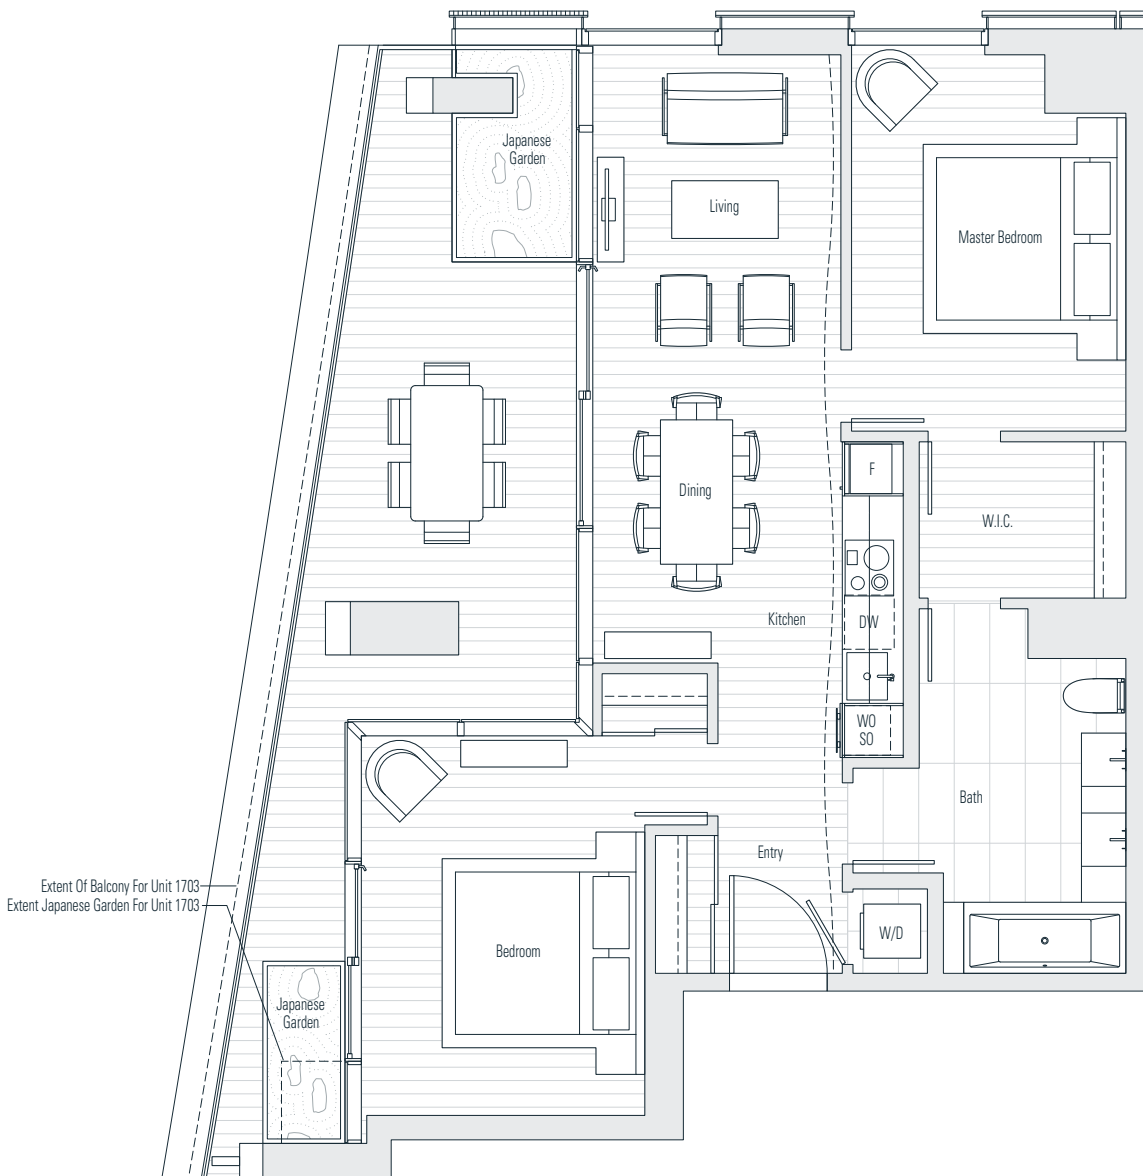 Japanese
Garden
Living
Master Bedroom
F
Dining
W.I.C.
Kitchen
DW
WO
SO
Bath
Entry
Extent Of Balcony For Unit 1703
Extent Japanese Garden For Unit 1703
W/D
Bedroom
Japanese
Garden